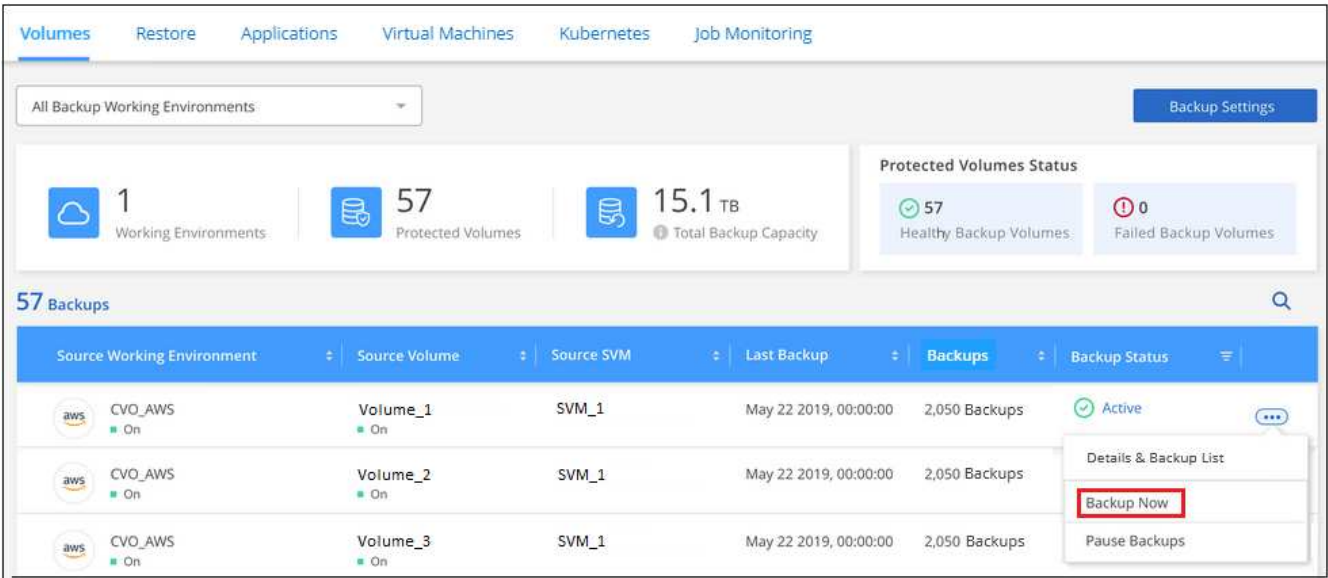 Volumes Restore Applications Virtual Machines Kubernetes Job Monitoring
All Backup Working Environments Backup Settings
Protected Volumes Status
1 57 15.1 TB 57 0
Working Environments Protected Volumes Total Backup Capacity Healthy Backup Volumes Failed Backup Volumes
57 Backups
Source Working Environment Source Volume Source SVM Last Backup Backups Backup Status
aws CVO_AWS Volume_1 SVM_1 May 22 2019, 00:00:00 2,050 Backups Active
On On
Details & Backup List
aws CVO_AWS Volume_2 SVM_1 May 22 2019, 00:00:00 2,050 Backups
On On
Backup Now
aws CVO_AWS Volume_3 SVM_1 May 22 2019, 00:00:00 2,050 Backups Pause Backups
On On